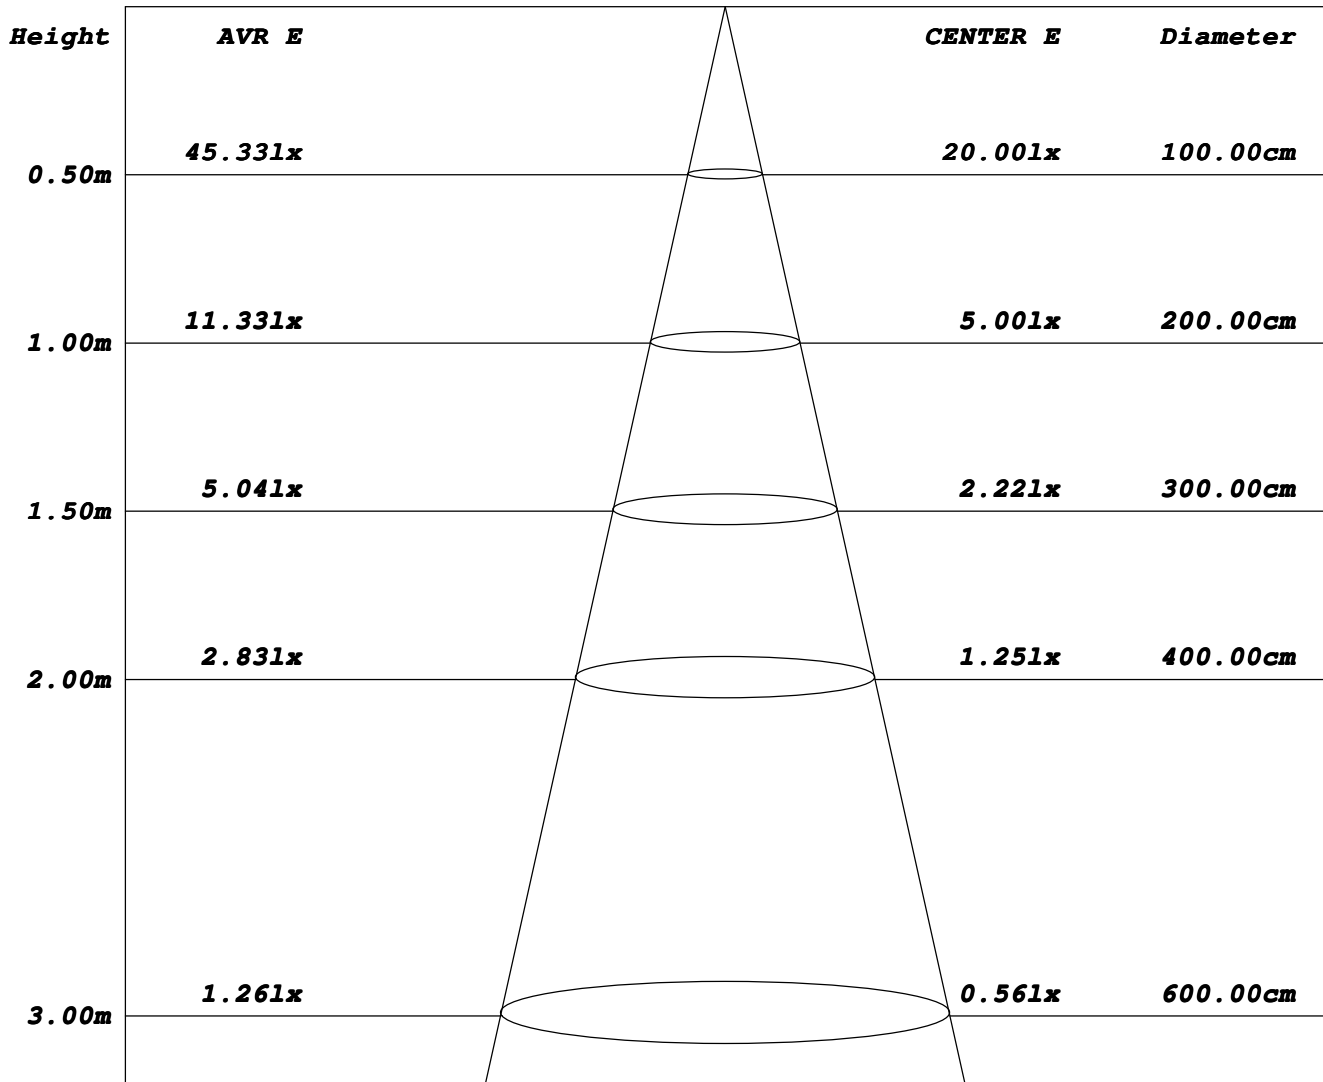 Height AVR E CENTER E Diameter
45.33lx 20.00lx 100.00cm
0.50m
11.33lx 5.00lx 200.00cm
1.00m
5.04lx 2.22lx 300.00cm
1.50m
2.83lx 1.25lx 400.00cm
2.00m
1.26lx 0.56lx 600.00cm
3.00m